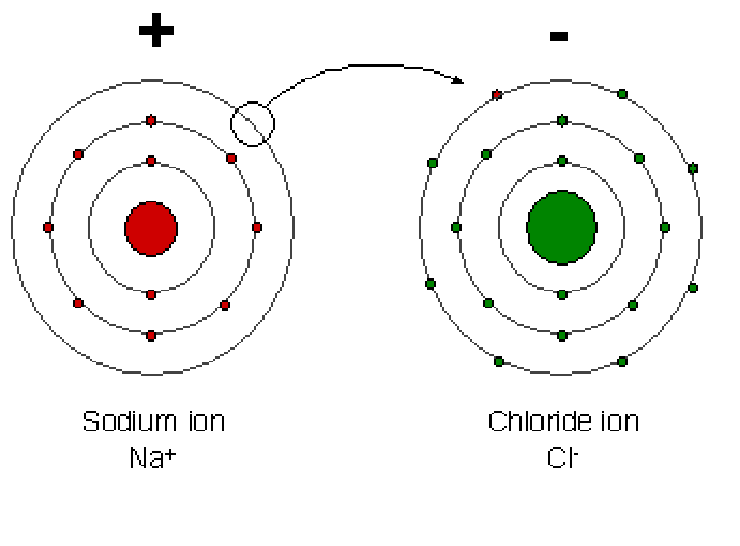 + -
Sodium ion Chloride ion
Na⁺ Cl⁻